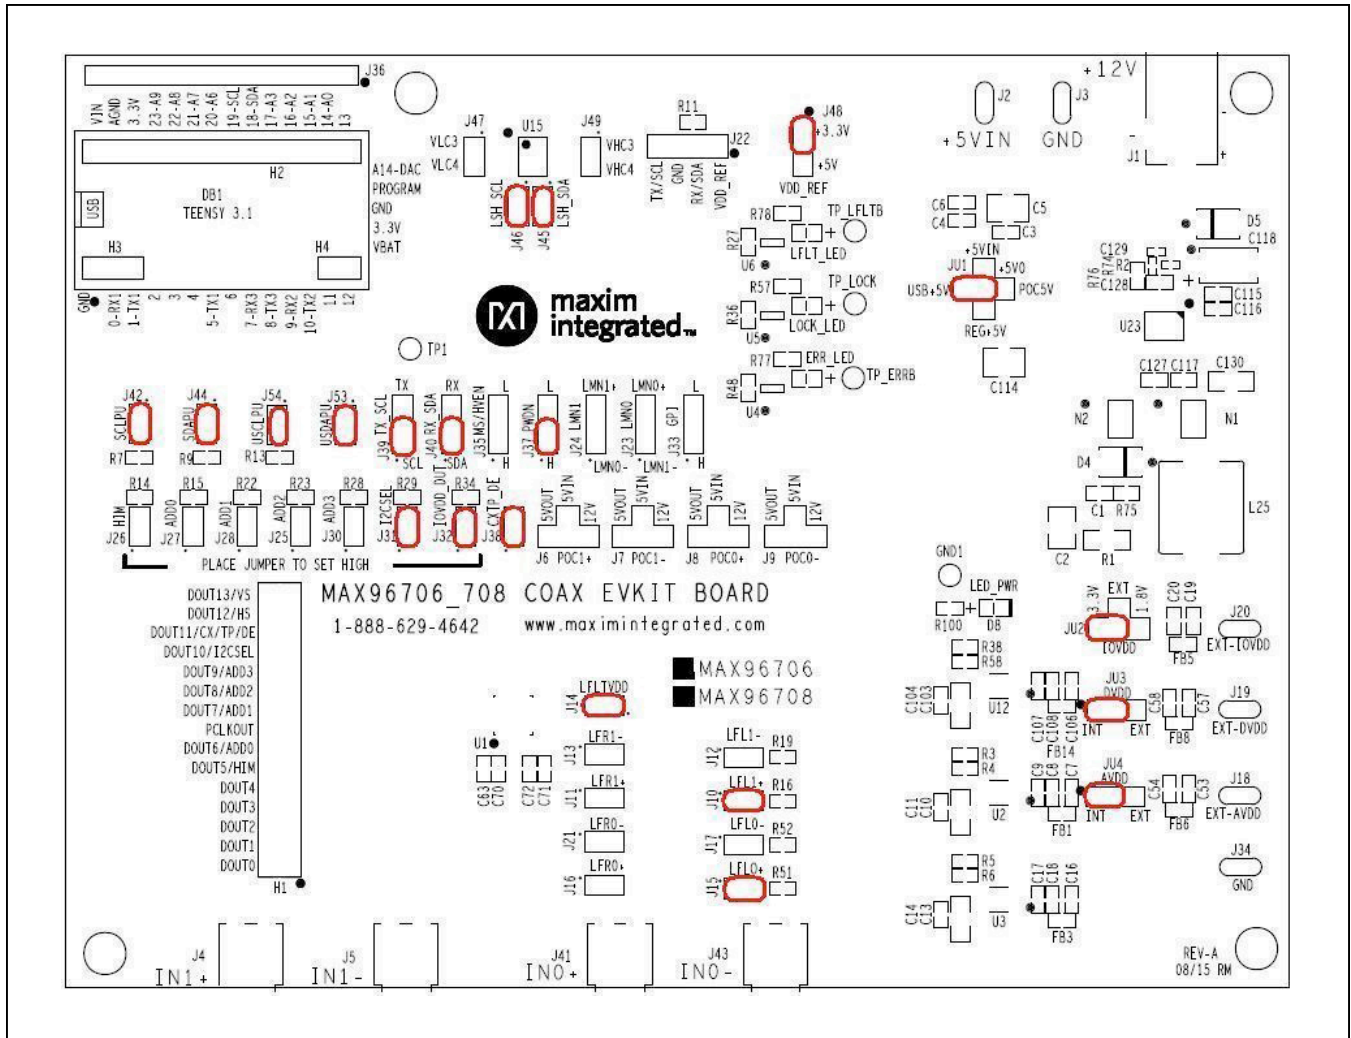 J36
VIN
AGND
3.3V
23-A9
22-A8
21-A7
20-A6
19-SCL
18-SDA
17-A3
16-A2
15-A1
14-A0
13
H2
DB1
TEENSY 3.1
USB
H3
H4
A14-DAC
PROGRAM
GND
3.3V
VBAT
GND
0-RX1
1-TX1
2
3
4
5-TX1
6
7-RX3
8-TX3
9-RX2
10-TX2
11
12
J47
VLC3
VLC4
U15
J49
VHC3
VHC4
LSH_SCL
LSH_SDA
J46
J45
R11
J22
TX/SCL
GND
RX/SDA
VDD_REF
J48
+3.3V
+5V
VDD_REF
J2
+5VIN
J3
GND
+12V
J1
-
-
+
maxim
integrated™
TP1
R78
TP_LFLTB
R27
+
U6
LFLT_LED
R57
TP_LOCK
R36
+
U5
LOCK_LED
R77
ERR_LED
R48
+
TP_ERRB
U4
C6
C4
C5
C3
+5VIN
JU1
+5VO
USB+5V
POC5V
REG+5V
C114
D5
C118
C129
R2
R74
R76
C128
+
C115
C116
U23
C127
C117
C130
N2
N1
D4
C1
R75
L25
C2
R1
J42
SCLPU
R7
J44
SDAPU
R9
J54
USCLPU
R13
J53
USDAPU
TX
J39 TX_SCL
SCL
RX
J40 RX_SDA
SDA
L
J35 MS/HVEN
H
L
J37 PWDN
H
LMN1+
J24 LMN1
LMN0-
LMN0+
J23 LMN0
LMN1-
L
J33 GPI
H
R14
HIM
J26
R15
ADD0
J27
R22
ADD1
J28
R23
ADD2
J25
R28
ADD3
J30
R29
I2CSEL
J31
R34
IOVDD_DUT
J32
CXTP_DE
J38
PLACE JUMPER TO SET HIGH
5VOUT
5VIN
12V
J6 POC1+
5VOUT
5VIN
12V
J7 POC1-
5VOUT
5VIN
12V
J8 POC0+
5VOUT
5VIN
12V
J9 POC0-
MAX96706_708 COAX EVKIT BOARD
1-888-629-4642
www.maximintegrated.com
MAX96706
MAX96708
DOUT13/VS
DOUT12/HS
DOUT11/CX/TP/DE
DOUT10/I2CSEL
DOUT9/ADD3
DOUT8/ADD2
DOUT7/ADD1
PCLKOUT
DOUT6/ADD0
DOUT5/HIM
DOUT4
DOUT3
DOUT2
DOUT1
DOUT0
H1
U1
C63
C70
C72
C71
LFLTVDD
J14
LFR1-
J13
LFR1+
J11
LFR0-
J21
LFR0+
J16
LFL1-
J12
R19
LFL1+
J10
R16
LFL0-
J17
R52
LFL0+
J15
R51
GND1
LED_PWR
R100
D8
R38
R58
C104
C103
U12
R3
R4
C11
C10
U2
R5
R6
C14
C13
U3
3.3V
EXT
1.8V
JU2
IOVDD
C20
C19
FB5
J20
EXT-IOVDD
JU3
DVDD
INT
EXT
C107
C108
C106
FB14
C58
C57
FB8
J19
EXT-DVDD
JU4
AVDD
INT
EXT
C9
C8
C7
FB1
C54
C53
FB6
J18
EXT-AVDD
J34
GND
C17
C18
C16
FB3
J4
IN1+
J5
IN1-
J41
IN0+
J43
IN0-
REV-A
08/15 RM